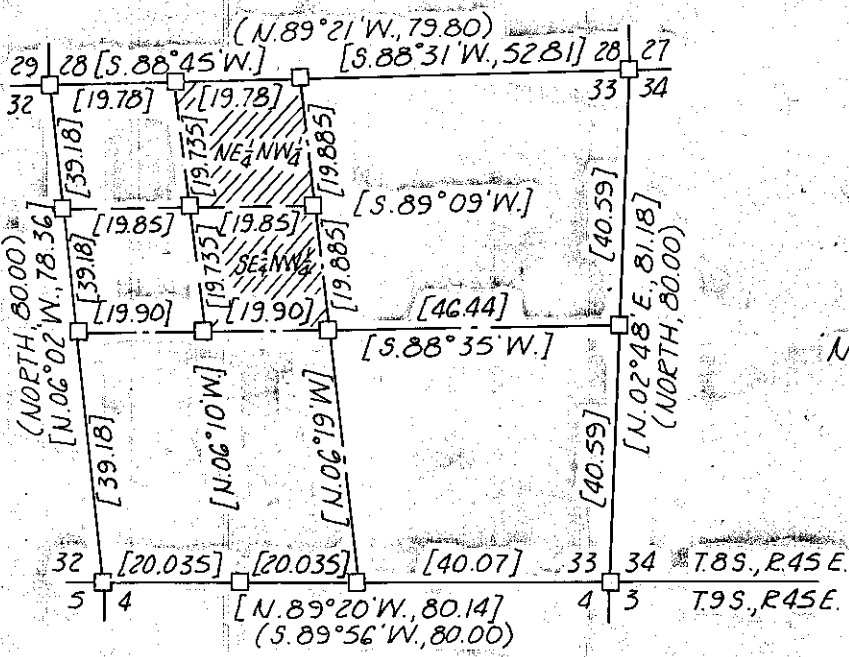 (N.89°21'W.,79.80)
29 28 [S.88°45'W.] [S.88°31'W.,52.81] 28 27
32 [19.78] [19.78] 33 34
[39.18] [19.735] NE¼NW¼ [19.885] [40.59]
[19.85] [19.85] [S.89°09'W.]
[39.18] [19.735] SE¼NW¼ [19.885]
(NORTH, 80.00)
[N.06°02'W.,78.36]
[N.02°48'E.,81.18]
(NORTH, 80.00)
[19.90] [19.90] [46.44]
[S.88°35'W.]
N
[39.18] [N.06°10'W] [N.06°19'W] [40.59]
32 [20.035] [20.035] [40.07] 33 34 T.8S.,R.45E.
5 4 4 3 T.9S.,R.45E.
[N.89°20'W.,80.14]
(S.89°56'W.,80.00)